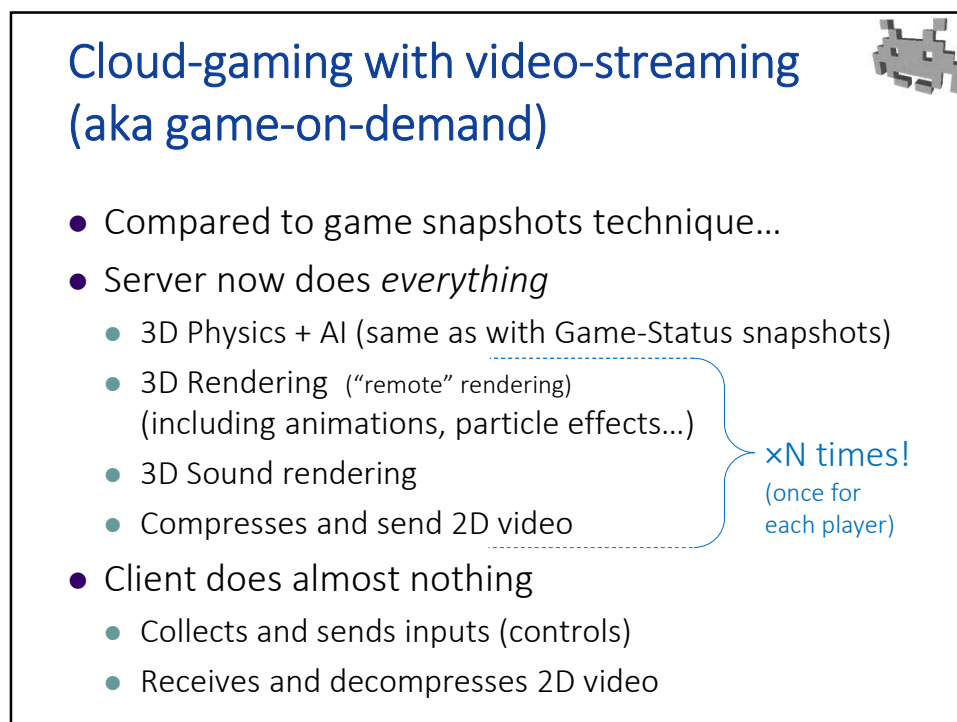 Cloud-gaming with video-streaming
(aka game-on-demand)
Compared to game snapshots technique…
Server now does everything
3D Physics + AI (same as with Game-Status snapshots)
3D Rendering (“remote” rendering)
(including animations, particle effects…)
3D Sound rendering
Compresses and send 2D video
×N times!
(once for
each player)
Client does almost nothing
Collects and sends inputs (controls)
Receives and decompresses 2D video